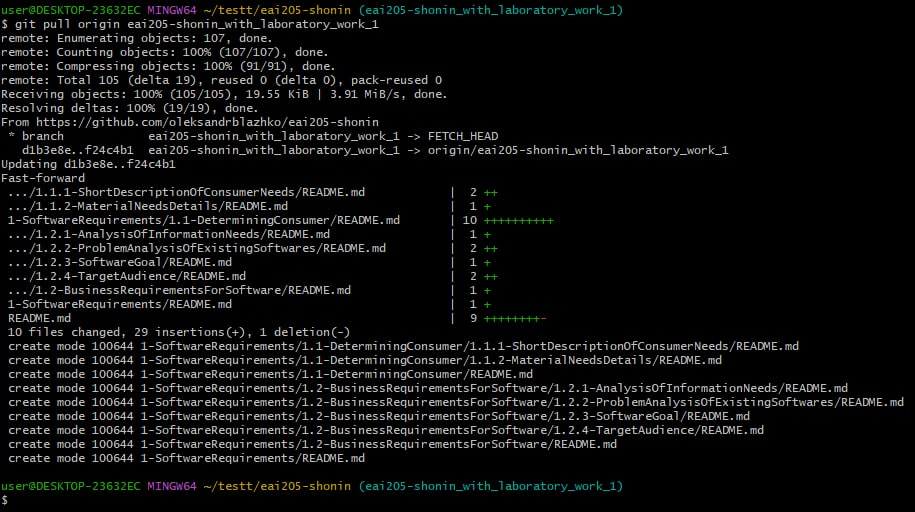 user@DESKTOP-23632EC MINGW64 ~/testt/eai205-shonin (eai205-shonin_with_laboratory_work_1)
$ git pull origin eai205-shonin_with_laboratory_work_1
remote: Enumerating objects: 107, done.
remote: Counting objects: 100% (107/107), done.
remote: Compressing objects: 100% (91/91), done.
remote: Total 105 (delta 19), reused 0 (delta 0), pack-reused 0
Receiving objects: 100% (105/105), 19.55 KiB | 3.91 MiB/s, done.
Resolving deltas: 100% (19/19), done.
From https://github.com/oleksandrblazhko/eai205-shonin
 * branch            eai205-shonin_with_laboratory_work_1 -> FETCH_HEAD
   d1b3e8e..f24c4b1  eai205-shonin_with_laboratory_work_1 -> origin/eai205-shonin_with_laboratory_work_1
Updating d1b3e8e..f24c4b1
Fast-forward
 .../1.1.1-ShortDescriptionOfConsumerNeeds/README.md            |  2 ++
 .../1.1.2-MaterialNeedsDetails/README.md                       |  1 +
 1-SoftwareRequirements/1.1-DeterminingConsumer/README.md       | 10 ++++++++++
 .../1.2.1-AnalysisOfInformationNeeds/README.md                 |  1 +
 .../1.2.2-ProblemAnalysisOfExistingSoftwares/README.md         |  2 ++
 .../1.2.3-SoftwareGoal/README.md                               |  1 +
 .../1.2.4-TargetAudience/README.md                             |  2 ++
 .../1.2-BusinessRequirementsForSoftware/README.md              |  1 +
 1-SoftwareRequirements/README.md                               |  1 +
 README.md                                                      |  9 ++++++++-
 10 files changed, 29 insertions(+), 1 deletion(-)
 create mode 100644 1-SoftwareRequirements/1.1-DeterminingConsumer/1.1.1-ShortDescriptionOfConsumerNeeds/README.md
 create mode 100644 1-SoftwareRequirements/1.1-DeterminingConsumer/1.1.2-MaterialNeedsDetails/README.md
 create mode 100644 1-SoftwareRequirements/1.1-DeterminingConsumer/README.md
 create mode 100644 1-SoftwareRequirements/1.2-BusinessRequirementsForSoftware/1.2.1-AnalysisOfInformationNeeds/README.md
 create mode 100644 1-SoftwareRequirements/1.2-BusinessRequirementsForSoftware/1.2.2-ProblemAnalysisOfExistingSoftwares/README.md
 create mode 100644 1-SoftwareRequirements/1.2-BusinessRequirementsForSoftware/1.2.3-SoftwareGoal/README.md
 create mode 100644 1-SoftwareRequirements/1.2-BusinessRequirementsForSoftware/1.2.4-TargetAudience/README.md
 create mode 100644 1-SoftwareRequirements/1.2-BusinessRequirementsForSoftware/README.md
 create mode 100644 1-SoftwareRequirements/README.md
user@DESKTOP-23632EC MINGW64 ~/testt/eai205-shonin (eai205-shonin_with_laboratory_work_1)
$